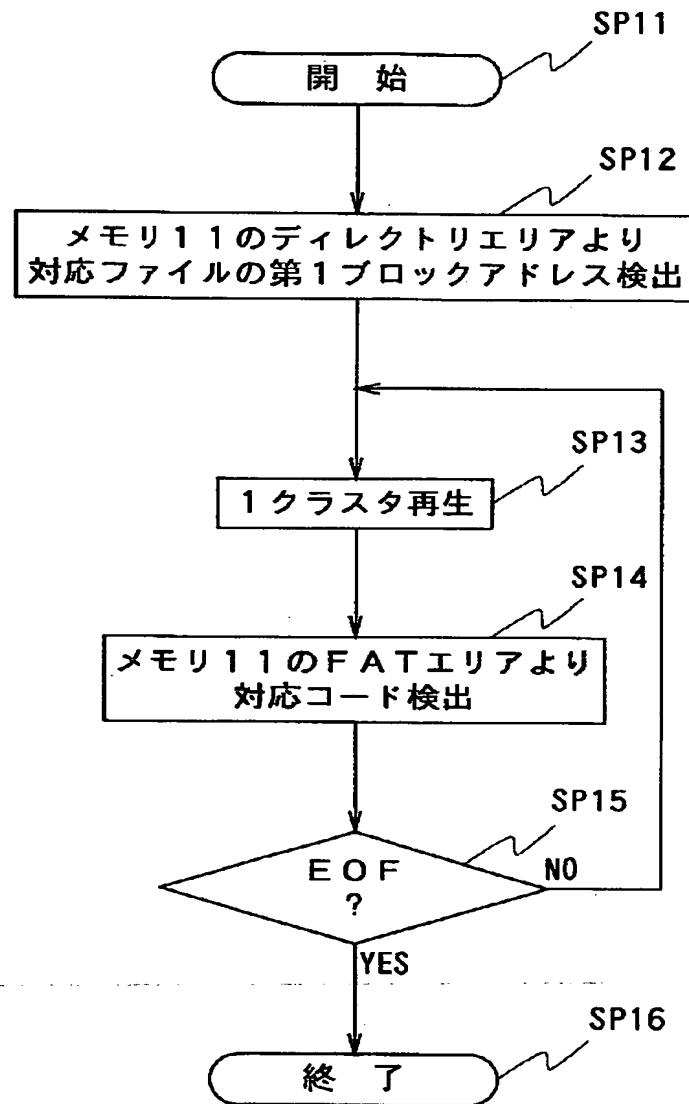 SP11
開 始
SP12
メモリ11のディレクトリエリアより
対応ファイルの第1ブロックアドレス検出
SP13
1クラスタ再生
SP14
メモリ11のFATエリアより
対応コード検出
SP15
EOF
?
NO
YES
SP16
終 了